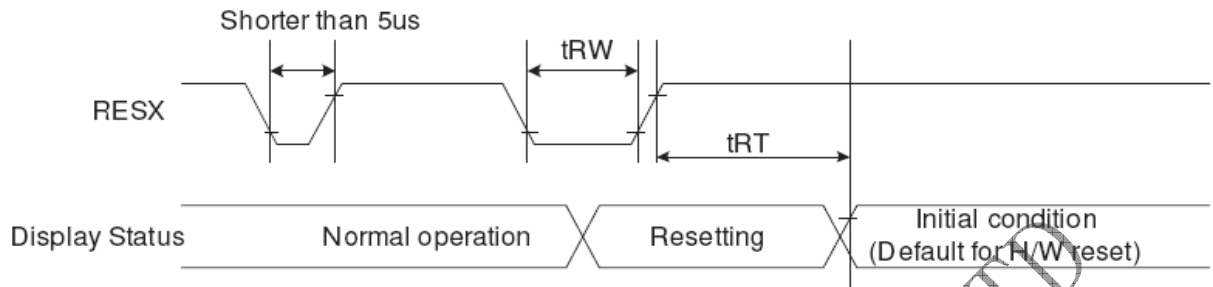 Shorter than 5us
tRW
RESX
tRT
Display Status
Normal operation
Resetting
Initial condition
(Default for H/W reset)